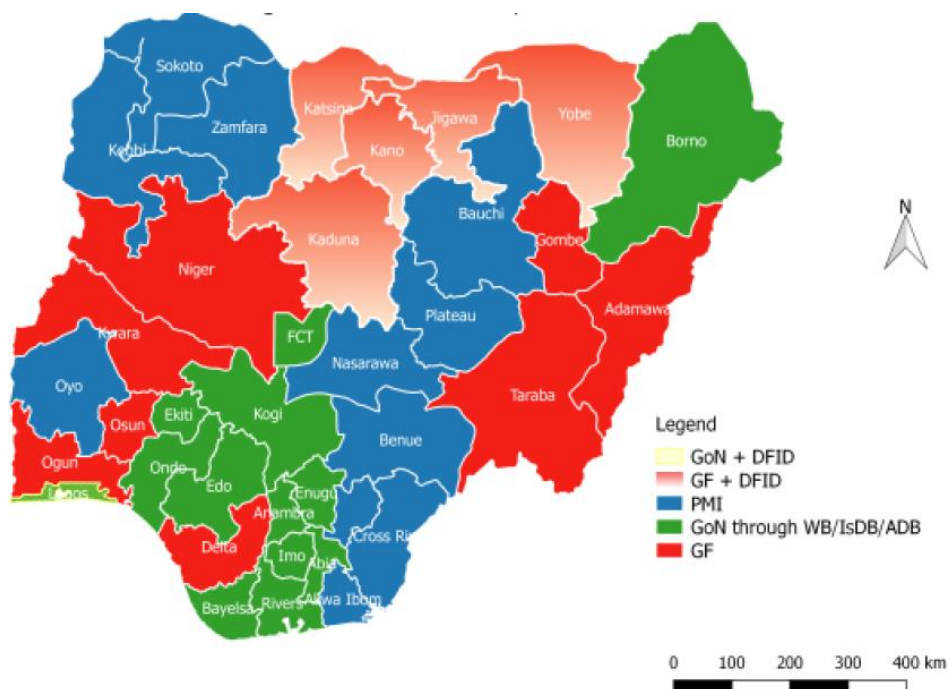 Sokoto
Zamfara
Kebbi
Katsina
Kano
Jigawa
Yobe
Borno
Bauchi
Gombe
Kaduna
Niger
Adamawa
Plateau
FCT
Nasarawa
Kwara
Oyo
Taraba
Kogi
Ekiti
Osun
Benue
Ogun
Ondo
Edo
Enugu
Lagos
Anambra
Delta
Cross Ri
Imo
Abia
Akwa Ibom
Bayelsa
Rivers
N
Legend
GoN + DFID
GF + DFID
PMI
GoN through WB/IsDB/ADB
GF
0 100 200 300 400 km